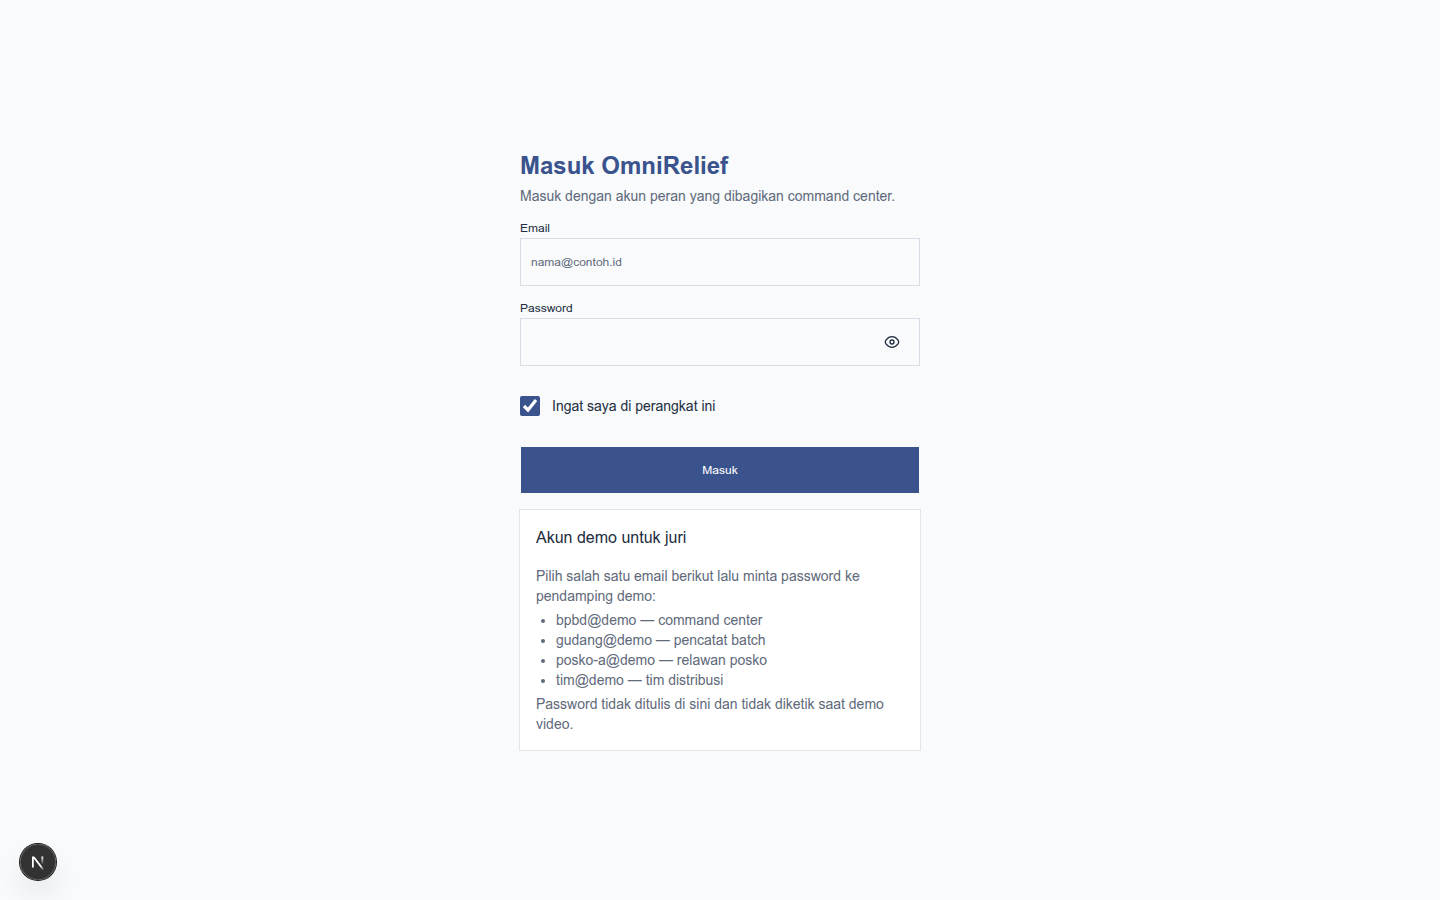 Masuk OmniRelief
Masuk dengan akun peran yang dibagikan command center.
Email
nama@contoh.id
Password
Ingat saya di perangkat ini
Masuk
Akun demo untuk juri
Pilih salah satu email berikut lalu minta password ke
pendamping demo:
• bpbd@demo — command center
• gudang@demo — pencatat batch
• posko-a@demo — relawan posko
• tim@demo — tim distribusi
Password tidak ditulis di sini dan tidak diketik saat demo
video.
N